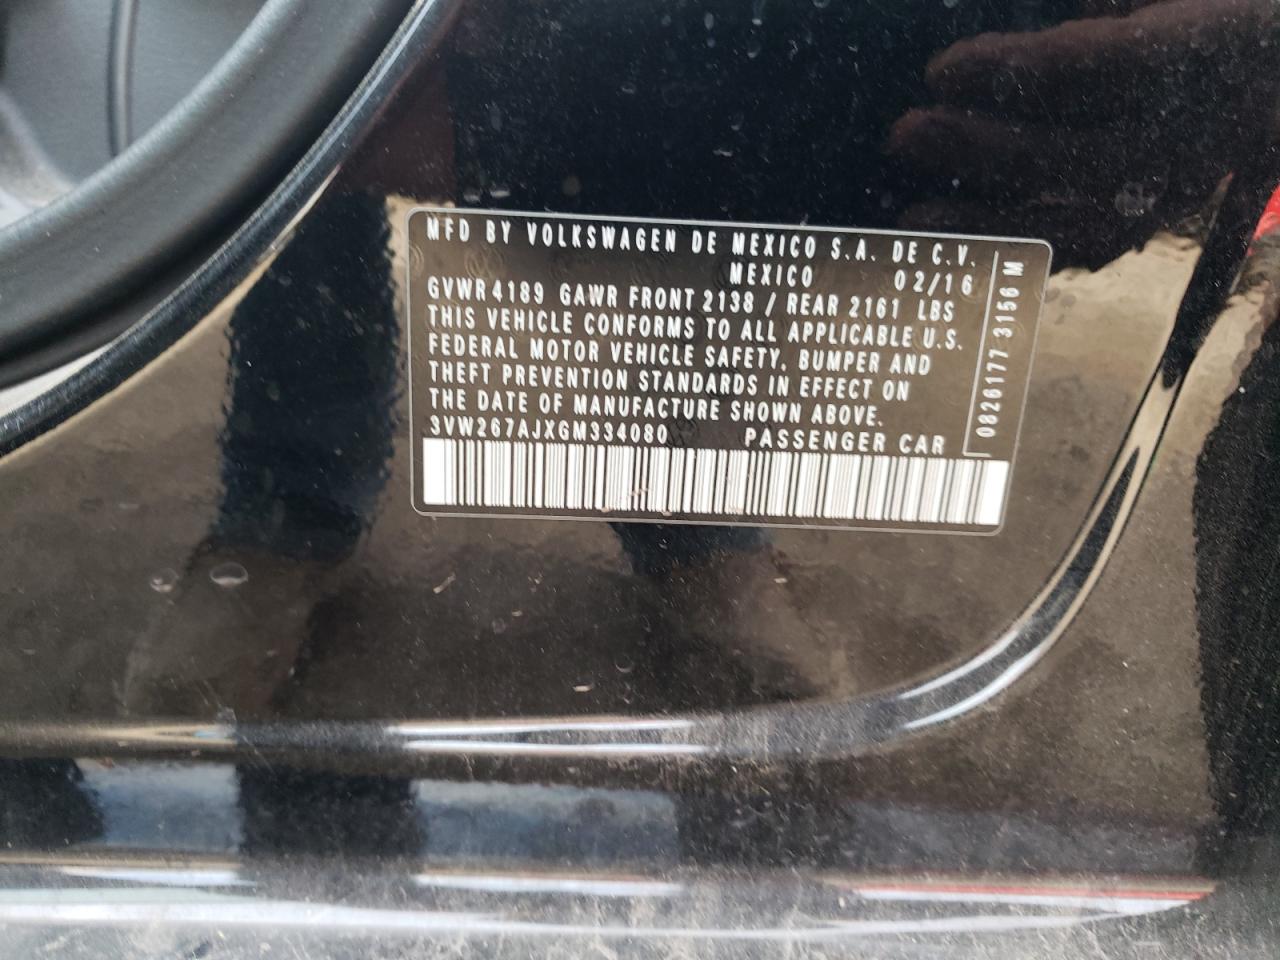 MFD BY VOLKSWAGEN DE MEXICO S.A. DE C.V.
MEXICO 02/16
GVWR 4189 GAWR FRONT 2138 / REAR 2161 LBS
THIS VEHICLE CONFORMS TO ALL APPLICABLE U.S.
FEDERAL MOTOR VEHICLE SAFETY, BUMPER AND
THEFT PREVENTION STANDARDS IN EFFECT ON
THE DATE OF MANUFACTURE SHOWN ABOVE.
3VW267AJXGM334080 PASSENGER CAR
0826177 3156 M